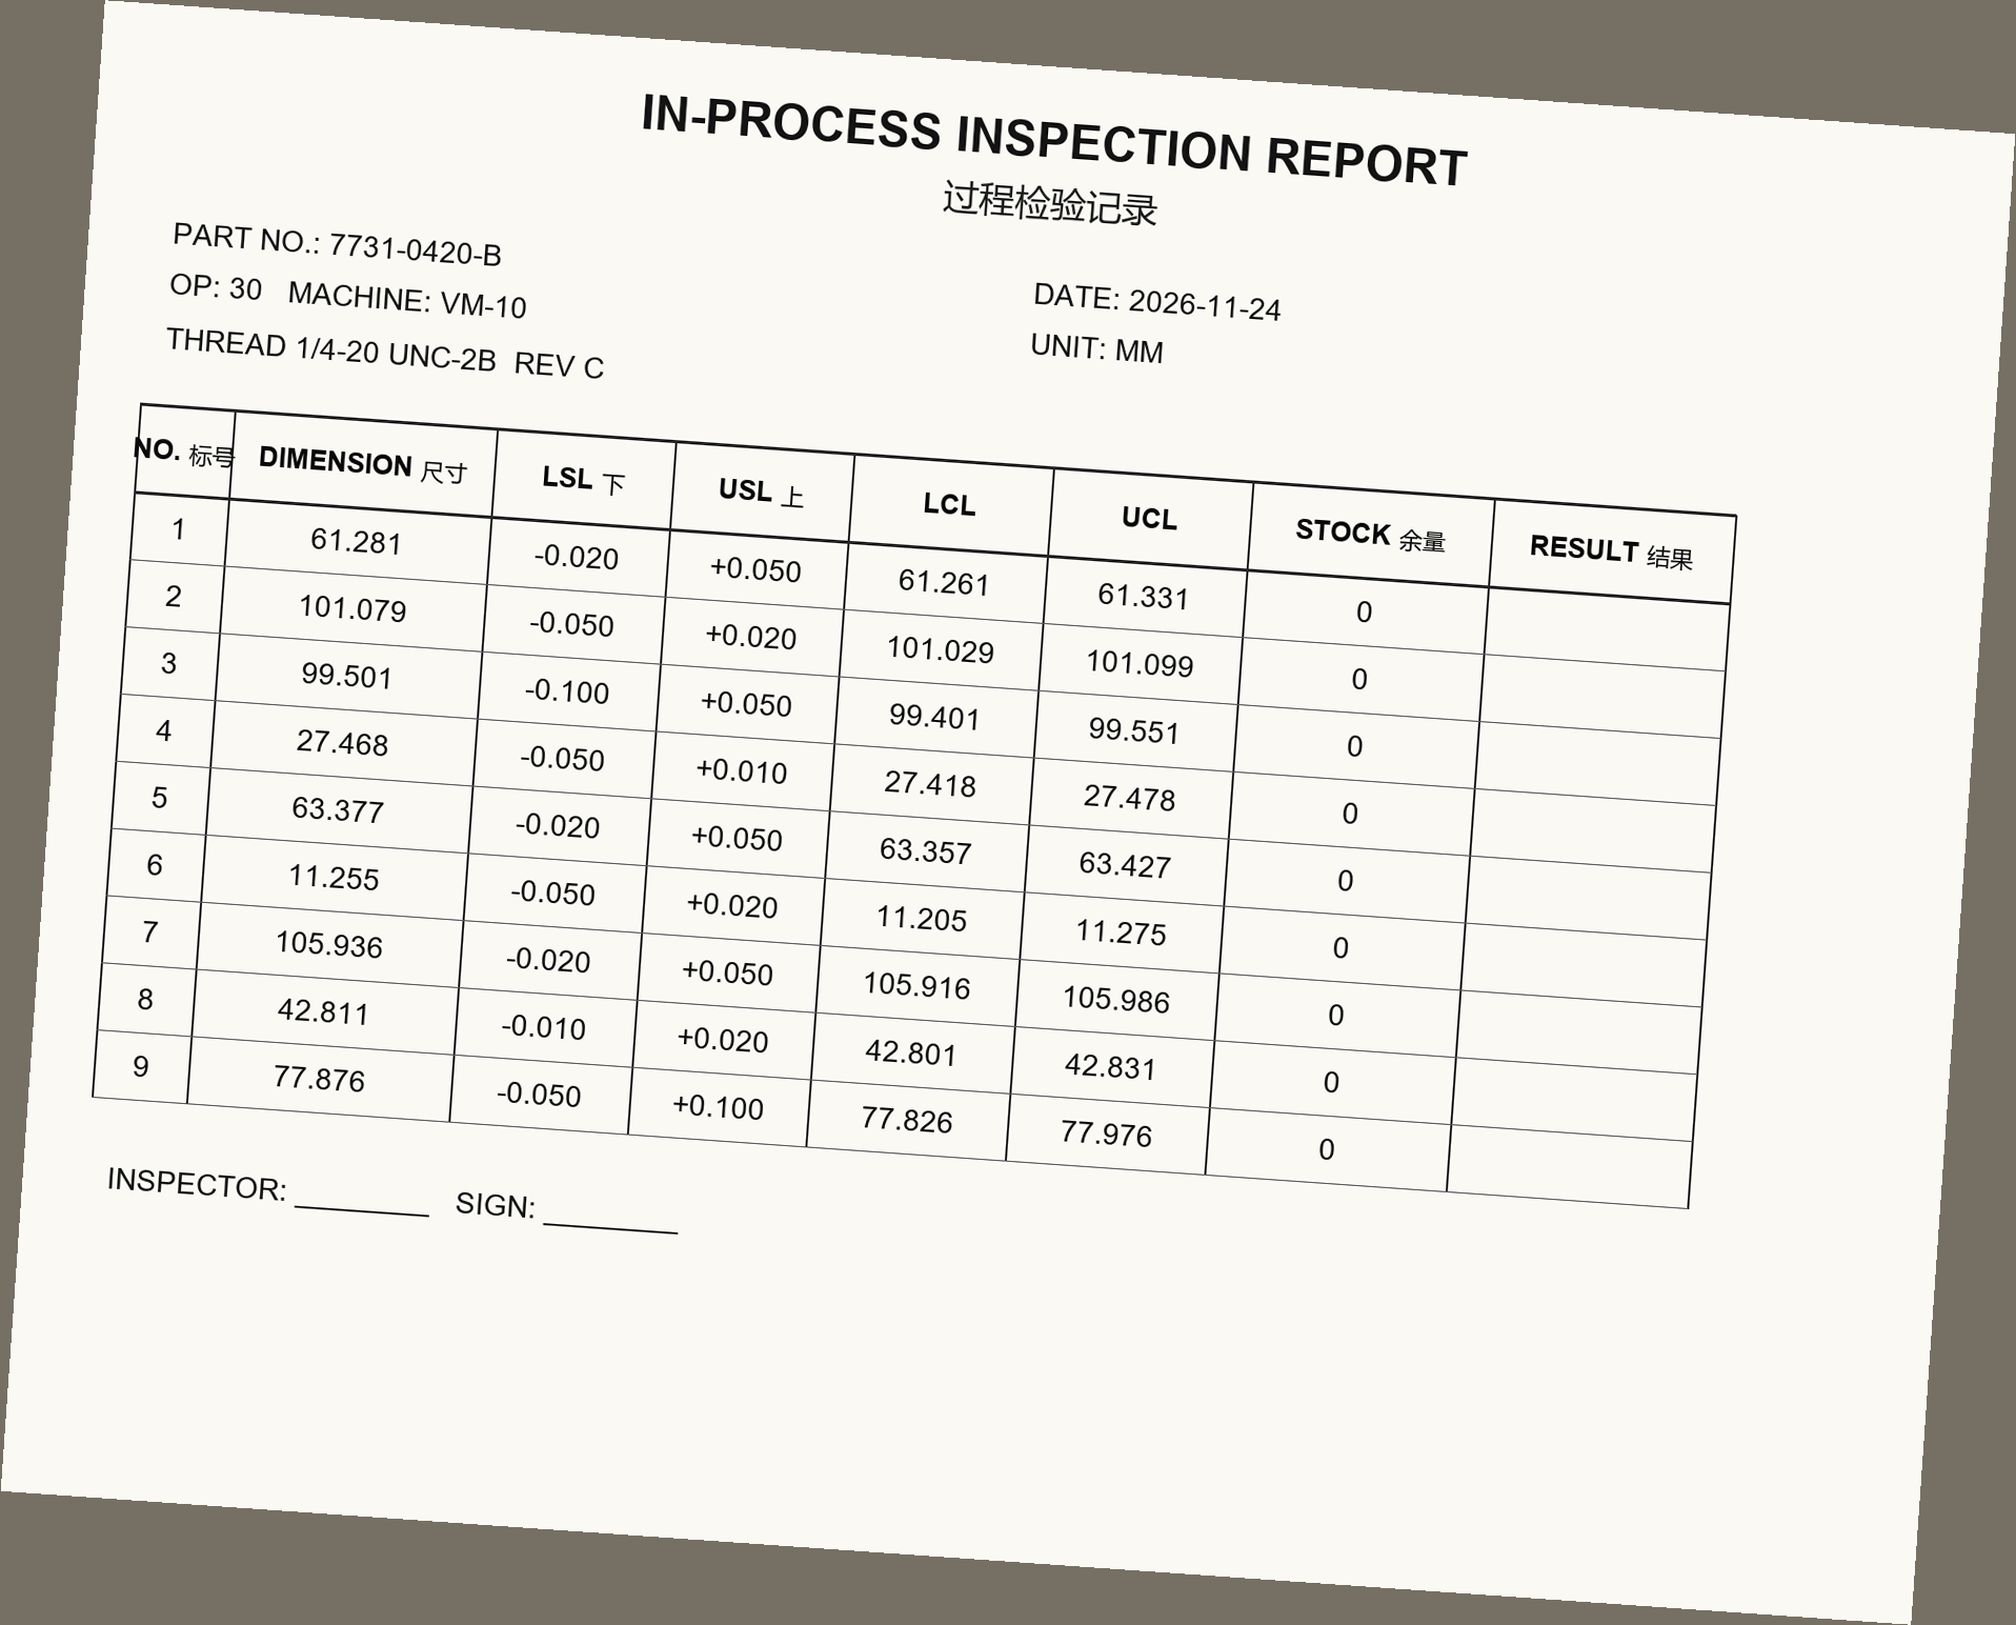 IN-PROCESS INSPECTION REPORT
过程检验记录
PART NO.: 7731-0420-B
OP: 30 MACHINE: VM-10
DATE: 2026-11-24
THREAD 1/4-20 UNC-2B REV C
UNIT: MM
NO. 标号 DIMENSION 尺寸 LSL 下 USL 上 LCL UCL STOCK 余量 RESULT 结果
1 61.281 -0.020 +0.050 61.261 61.331 0
2 101.079 -0.050 +0.020 101.029 101.099 0
3 99.501 -0.100 +0.050 99.401 99.551 0
4 27.468 -0.050 +0.010 27.418 27.478 0
5 63.377 -0.020 +0.050 63.357 63.427 0
6 11.255 -0.050 +0.020 11.205 11.275 0
7 105.936 -0.020 +0.050 105.916 105.986 0
8 42.811 -0.010 +0.020 42.801 42.831 0
9 77.876 -0.050 +0.100 77.826 77.976 0
INSPECTOR: ________ SIGN: ________